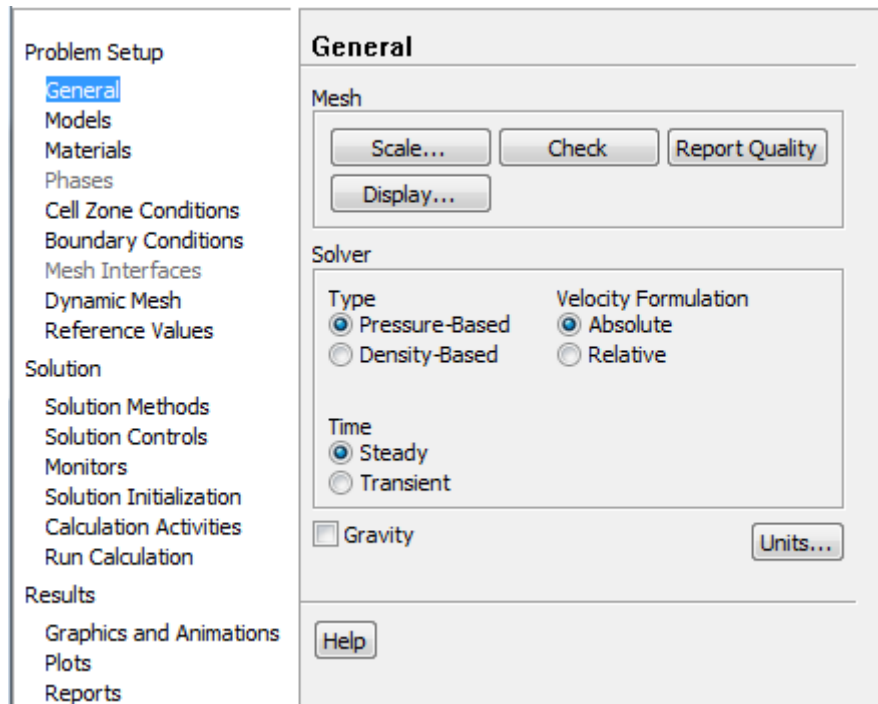 Problem Setup
General
Models
Materials
Phases
Cell Zone Conditions
Boundary Conditions
Mesh Interfaces
Dynamic Mesh
Reference Values
Solution
Solution Methods
Solution Controls
Monitors
Solution Initialization
Calculation Activities
Run Calculation
Results
Graphics and Animations
Plots
Reports
General
Mesh
Scale... Check Report Quality
Display...
Solver
Type Velocity Formulation
Pressure-Based Absolute
Density-Based Relative
Time
Steady
Transient
Gravity Units...
Help